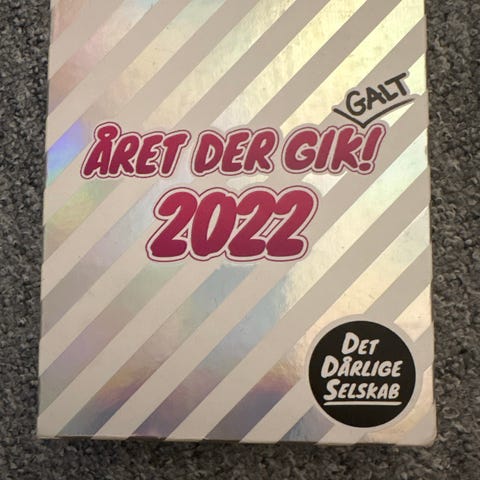 GALT
ÅRET DER GIK!
2022
DET
DÅRLIGE
SELSKAB